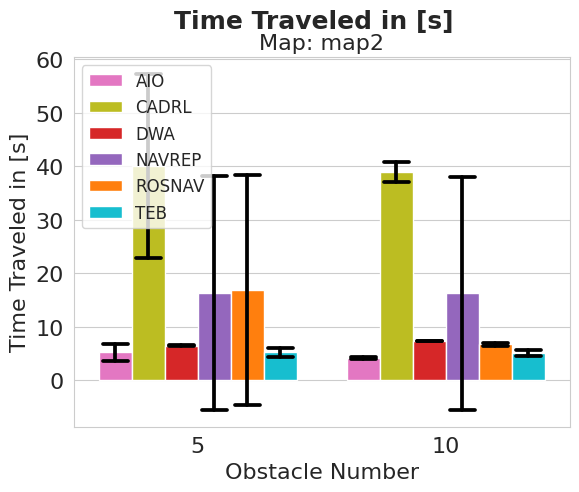 Time Traveled in [s]
Map: map2
60
50
40
30
20
10
0
Time Traveled in [s]
AIO
CADRL
DWA
NAVREP
ROSNAV
TEB
5
10
Obstacle Number